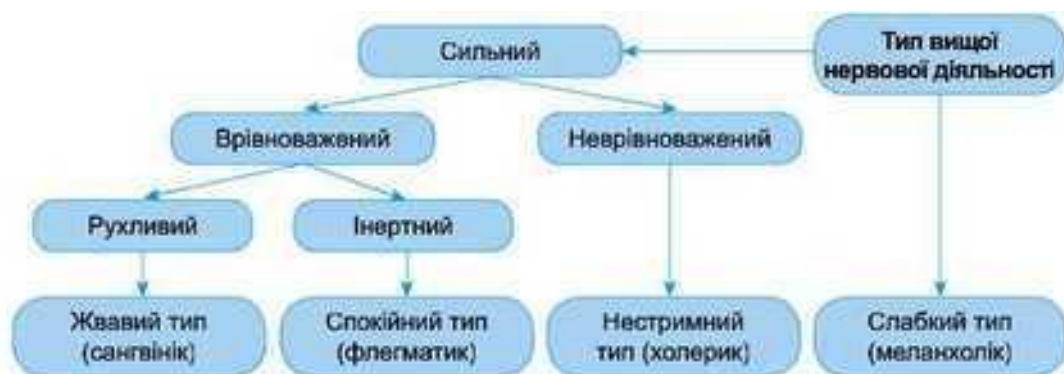 Сильний
Тип вищої
нервової діяльності
Врівноважений
Неврівноважений
Рухливий
Інертний
Жвавий тип
(сангвінік)
Спокійний тип
(флегматик)
Нестримний
тип (холерик)
Слабкий тип
(меланхолік)